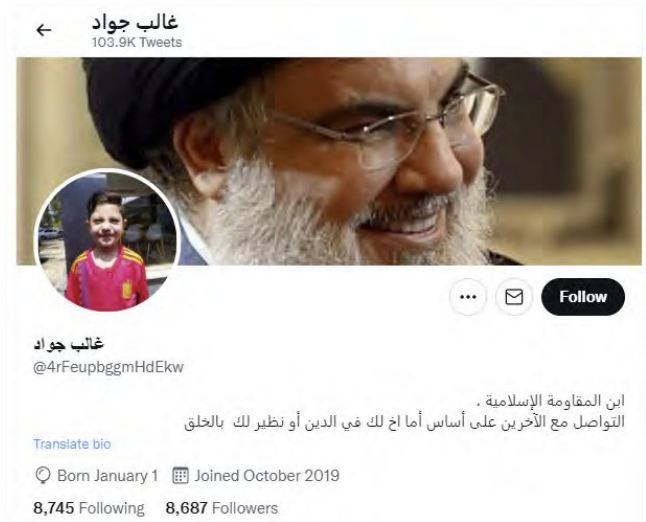 غالب جواد
103.9K Tweets
Follow
غالب جواد
@4rFeupbggmHdEkw
ابن المقاومة الإسلامية .
التواصل مع الآخرين على أساس أما اخ لك في الدين أو نظير لك بالخلق
Translate bio
Born January 1 Joined October 2019
8,745 Following 8,687 Followers